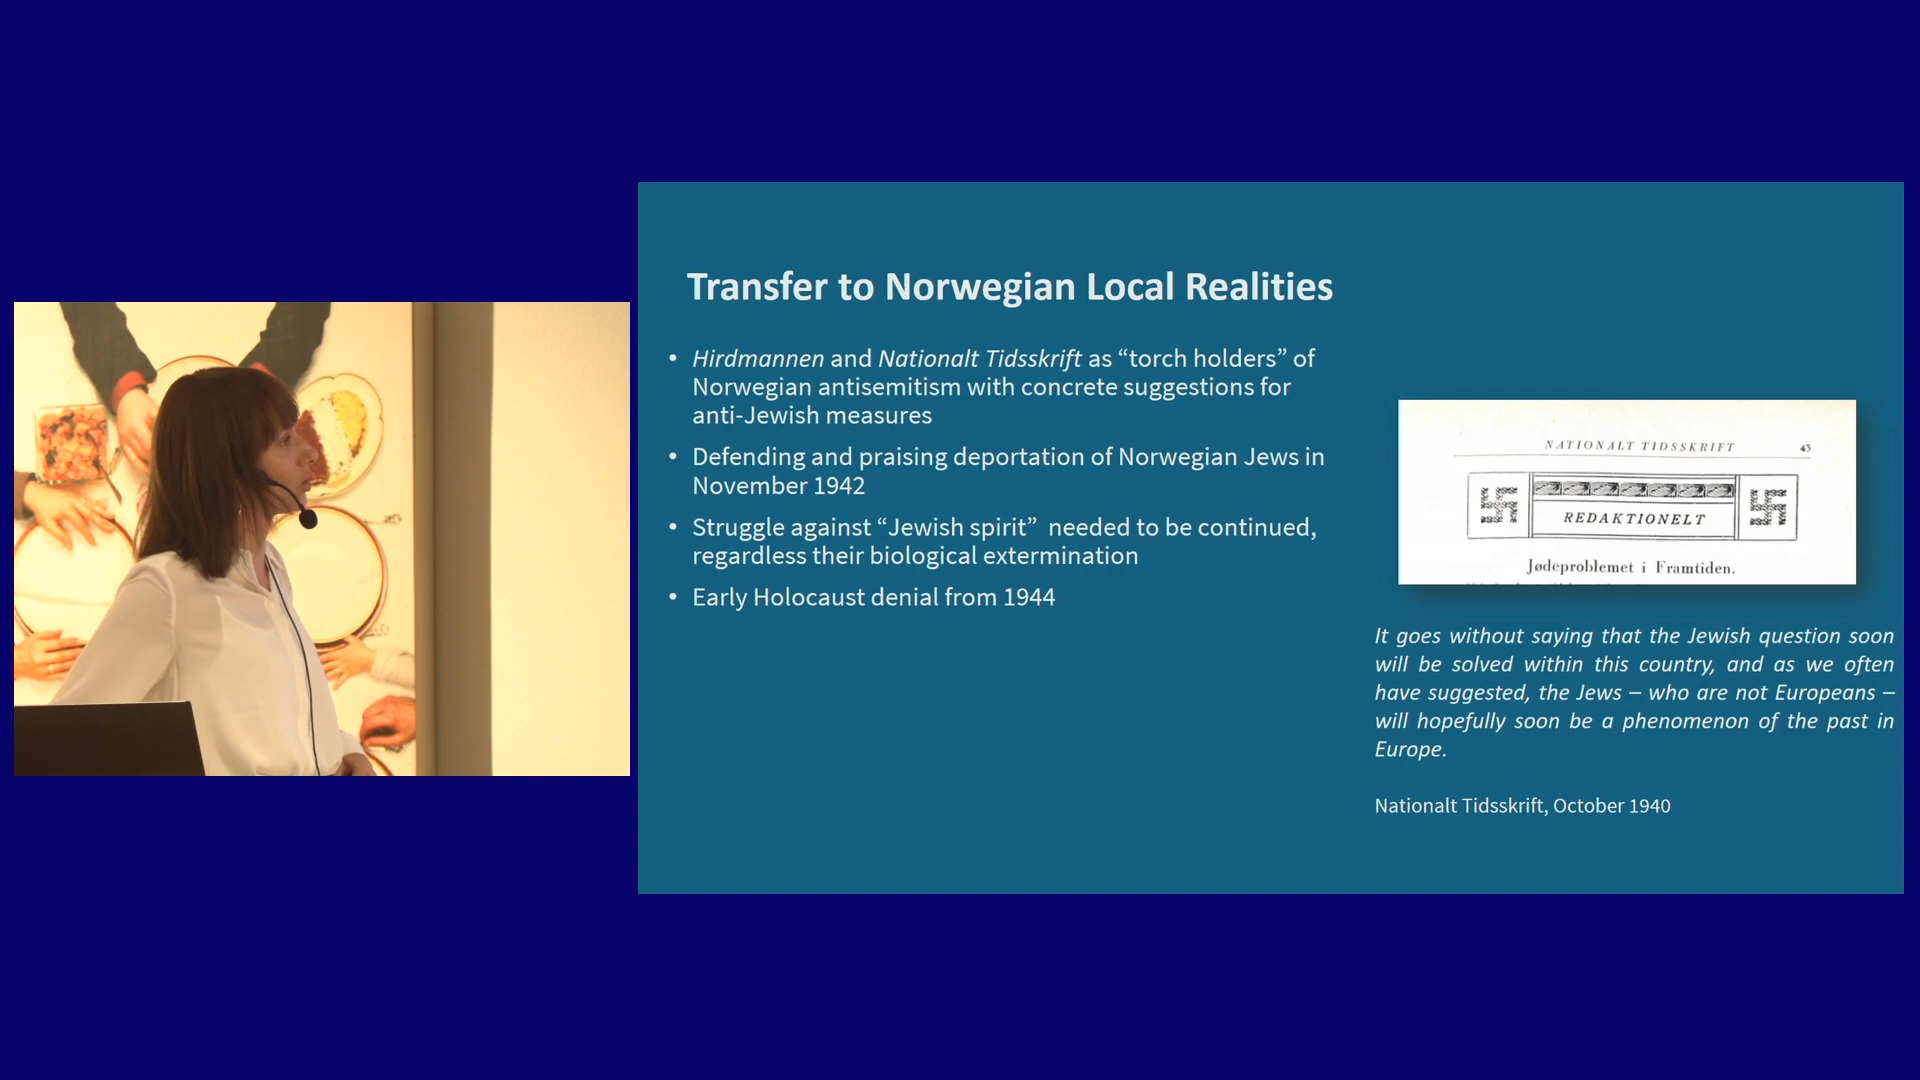 Transfer to Norwegian Local Realities
• Hirdmannen and Nationalt Tidsskrift as “torch holders” of
Norwegian antisemitism with concrete suggestions for
anti-Jewish measures
• Defending and praising deportation of Norwegian Jews in
November 1942
• Struggle against “Jewish spirit” needed to be continued,
regardless their biological extermination
• Early Holocaust denial from 1944
NATIONALT TIDSSKRIFT 43
REDAKTIONELT
Jødeproblemet i Framtiden.
It goes without saying that the Jewish question soon
will be solved within this country, and as we often
have suggested, the Jews – who are not Europeans –
will hopefully soon be a phenomenon of the past in
Europe.
Nationalt Tidsskrift, October 1940